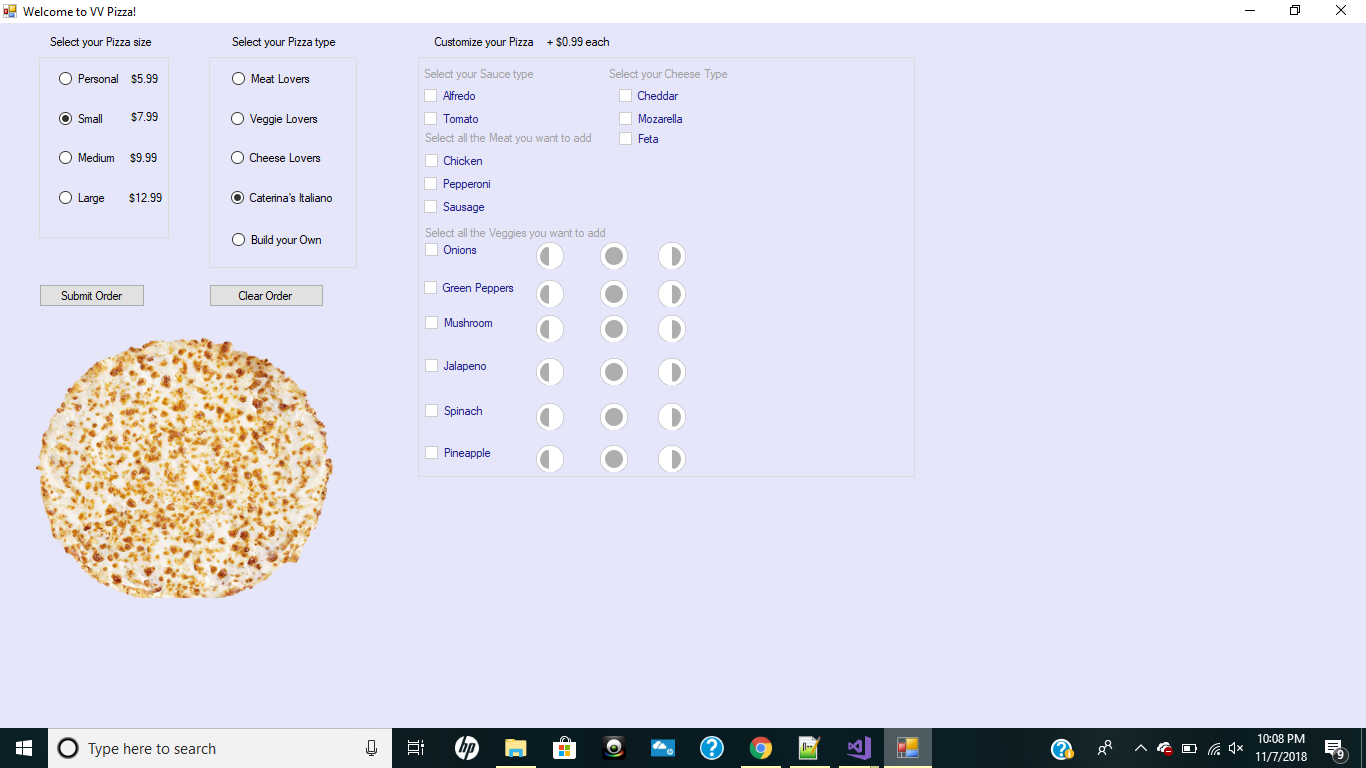 Welcome to VV Pizza!
Select your Pizza size
Personal $5.99
Small $7.99
Medium $9.99
Large $12.99
Select your Pizza type
Meat Lovers
Veggie Lovers
Cheese Lovers
Caterina's Italiano
Build your Own
Submit Order
Clear Order
Customize your Pizza + $0.99 each
Select your Sauce type
Alfredo
Tomato
Select your Cheese Type
Cheddar
Mozarella
Feta
Select all the Meat you want to add
Chicken
Pepperoni
Sausage
Select all the Veggies you want to add
Onions
Green Peppers
Mushroom
Jalapeno
Spinach
Pineapple
Type here to search
hp
10:08 PM
11/7/2018
9